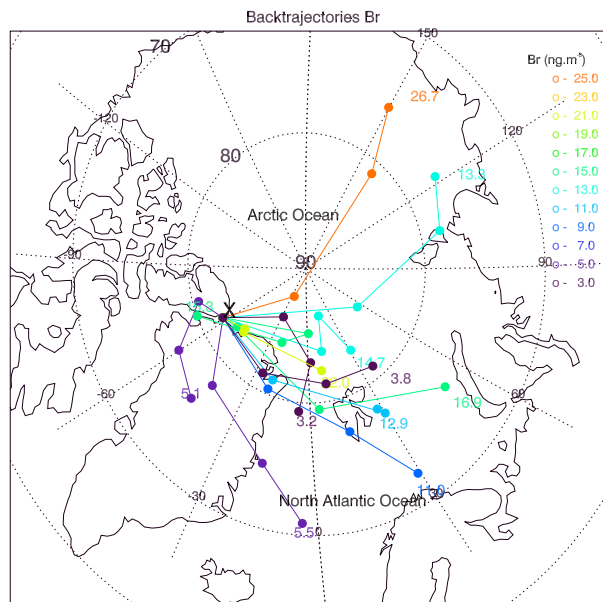 Backtrajectories Br
70
150
Br (ng.m⁻³)
o - 25.0
o - 23.0
o - 21.0
o - 19.0
o - 17.0
o - 15.0
o - 13.0
o - 11.0
o - 9.0
o - 7.0
o - 5.0
o - 3.0
26.7
-120
120
80
13.3
Arctic Ocean
-90
90
90
X
14.7
3.8
-60
60
5.1
16.9
3.2
12.9
11.0
-30
30
North Atlantic Ocean
5.5
0